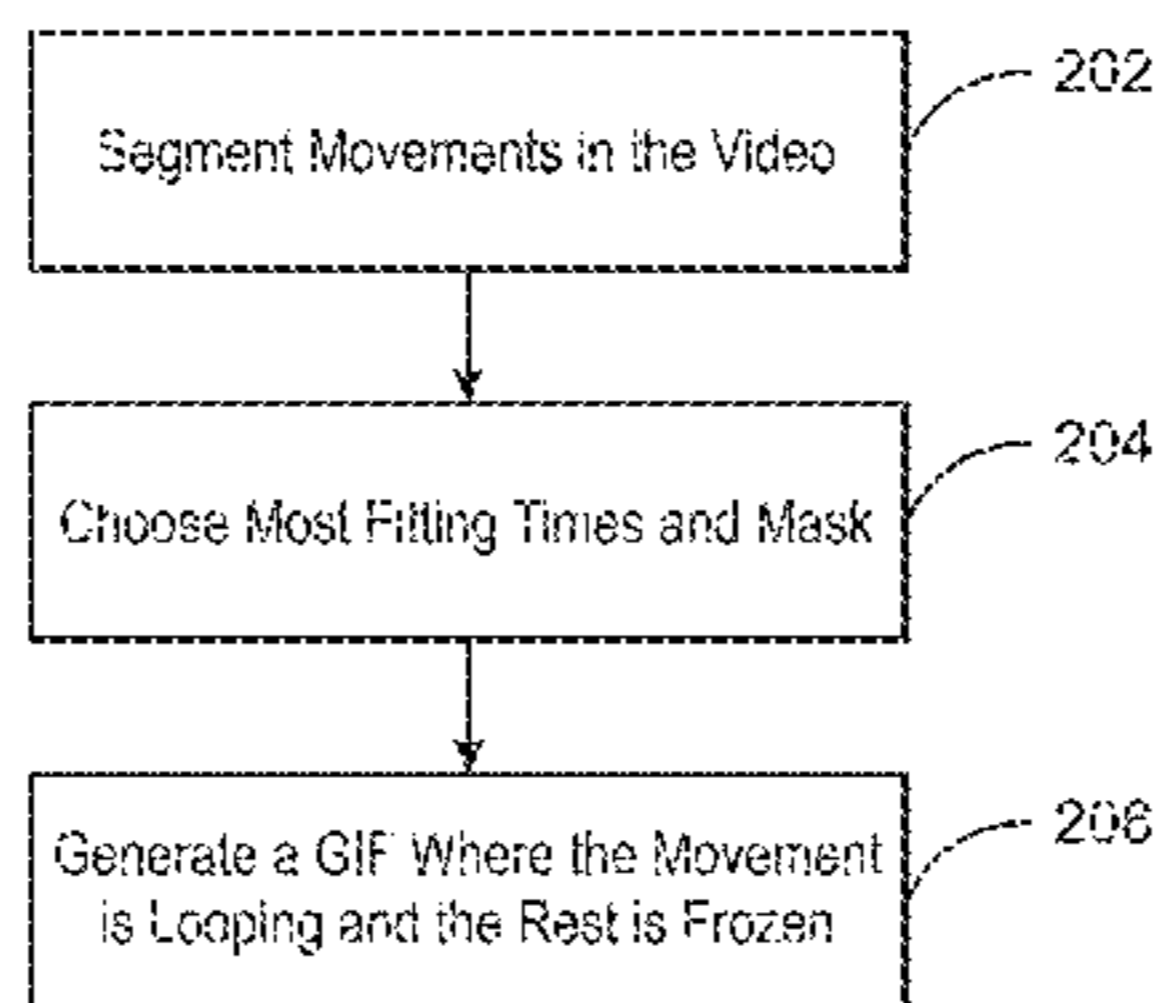 Segment Movements in the Video
202
Choose Most Fitting Times and Mask
204
Generate a GIF Where the Movement
is Looping and the Rest is Frozen
206